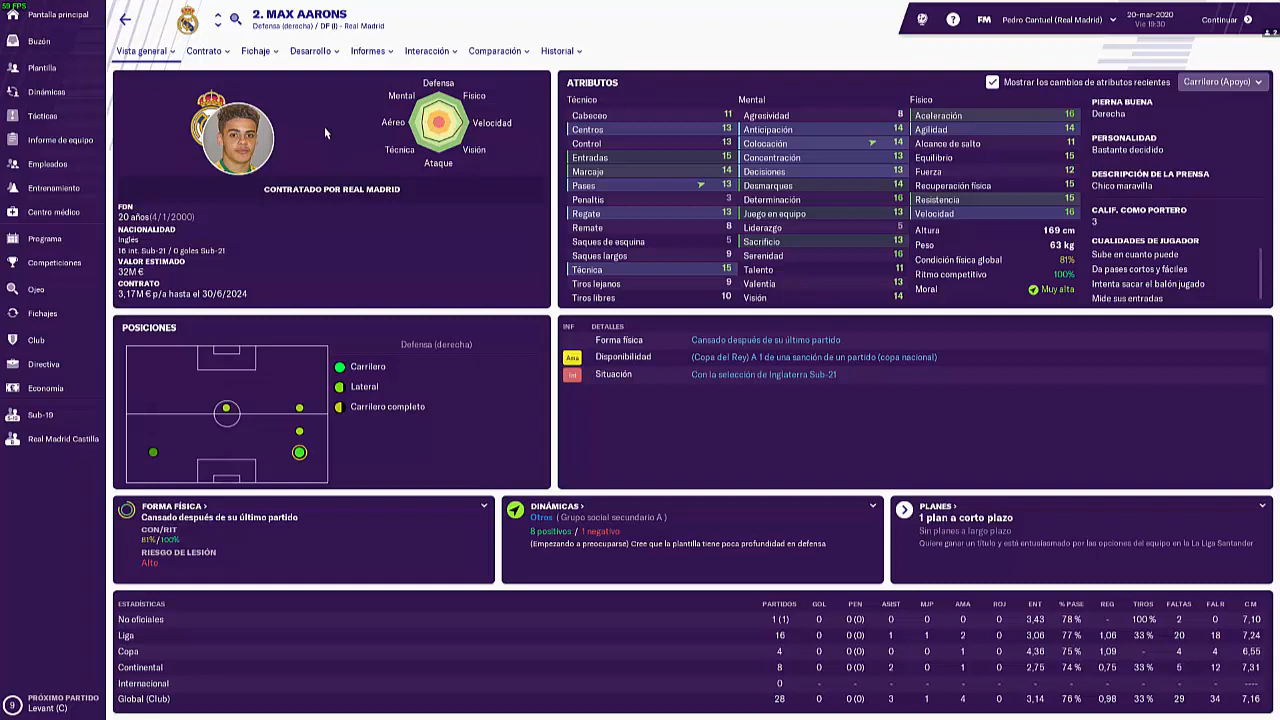 59 FPS
Pantalla principal
Buzón
Plantilla
Dinámicas
Tácticas
Informe de equipo
Empleados
Entrenamiento
Centro médico
Programa
Competiciones
Ojeo
Fichajes
Club
Directiva
Economía
Sub-19
Real Madrid Castilla
9 PRÓXIMO PARTIDO
Levant (C)
2. MAX AARONS
Defensa (derecha) / DF (I) - Real Madrid
FM Pedro Cantuel (Real Madrid)
20-mar-2020
Vie 19:30
Continuar
Vista general Contrato Fichaje Desarrollo Informes Interacción Comparación Historial
Defensa
Mental Físico
Aéreo Velocidad
Técnica Visión
Ataque
CONTRATADO POR REAL MADRID
FDN
20 años(4/1/2000)
NACIONALIDAD
Inglés
16 int. Sub-21 / 0 goles Sub-21
VALOR ESTIMADO
32M €
CONTRATO
3,17M € p/a hasta el 30/6/2024
ATRIBUTOS
Mostrar los cambios de atributos recientes
Carrilero (Apoyo)
Técnico
Cabeceo 11
Centros 13
Control 13
Entradas 15
Marcaje 14
Pases 13
Penaltis 3
Regate 13
Remate 8
Saques de esquina 5
Saques largos 9
Técnica 15
Tiros lejanos 9
Tiros libres 10
Mental
Agresividad 8
Anticipación 14
Colocación 14
Concentración 13
Decisiones 13
Desmarques 14
Determinación 16
Juego en equipo 13
Liderazgo 5
Sacrificio 13
Serenidad 16
Talento 11
Valentía 13
Visión 14
Físico
Aceleración 16
Agilidad 14
Alcance de salto 11
Equilibrio 15
Fuerza 12
Recuperación física 15
Resistencia 15
Velocidad 16
Altura 169 cm
Peso 63 kg
Condición física global 81%
Ritmo competitivo 100%
Moral Muy alta
PIERNA BUENA
Derecha
PERSONALIDAD
Bastante decidido
DESCRIPCIÓN DE LA PRENSA
Chico maravilla
CALIF. COMO PORTERO
3
CUALIDADES DE JUGADOR
Sube en cuanto puede
Da pases cortos y fáciles
Intenta sacar el balón jugado
Mide sus entradas
POSICIONES
Defensa (derecha)
Carrilero
Lateral
Carrilero completo
INF DETALLES
Forma física Cansado después de su último partido
Ama Disponibilidad (Copa del Rey) A 1 de una sanción de un partido (copa nacional)
Int Situación Con la selección de Inglaterra Sub-21
FORMA FÍSICA >
Cansado después de su último partido
CON/RIT
81%/100%
RIESGO DE LESIÓN
Alto
DINÁMICAS >
Otros (Grupo social secundario A)
8 positivos / 1 negativo
(Empezando a preocuparse) Cree que la plantilla tiene poca profundidad en defensa
PLANES >
1 plan a corto plazo
Sin planes a largo plazo
Quiere ganar un título y está entusiasmado por las opciones del equipo en la La Liga Santander
ESTADÍSTICAS PARTIDOS GOL PEN ASIST MJP AMA ROJ ENT % PASE REG TIROS FALTAS FAL R C M
No oficiales 1 (1) 0 0 (0) 0 0 0 0 3,43 78 % - 100 % 2 0 7,10
Liga 16 0 0 (0) 1 1 2 0 3,06 77 % 1,06 33 % 20 18 7,24
Copa 4 0 0 (0) 0 0 1 0 4,36 75 % 1,09 - 4 4 6,55
Continental 8 0 0 (0) 2 0 1 0 2,75 74 % 0,75 33 % 5 12 7,31
Internacional 0 - - - - - - - - - - - - ----
Global (Club) 28 0 0 (0) 3 1 4 0 3,14 76 % 0,98 33 % 29 34 7,16